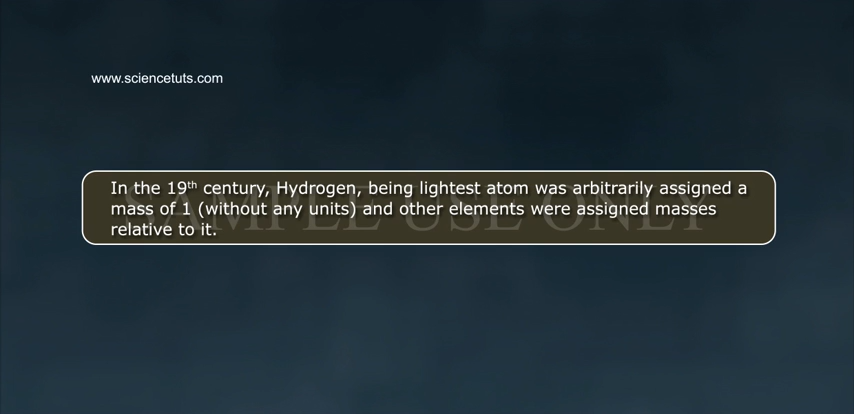 www.sciencetuts.com
In the 19th century, Hydrogen, being lightest atom was arbitrarily assigned a
mass of 1 (without any units) and other elements were assigned masses
relative to it.
SAMPLE USE ONLY